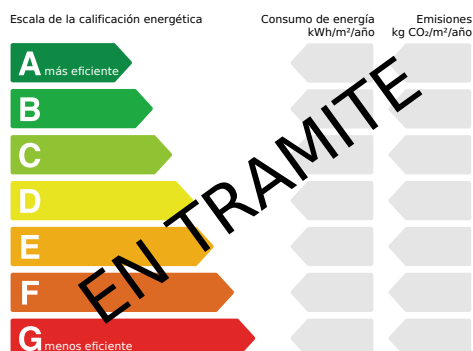 Escala de la calificación energética
Consumo de energía
kWh/m²/año
Emisiones
kg CO₂/m²/año
A más eficiente
B
C
D
E
F
G menos eficiente
EN TRAMITE